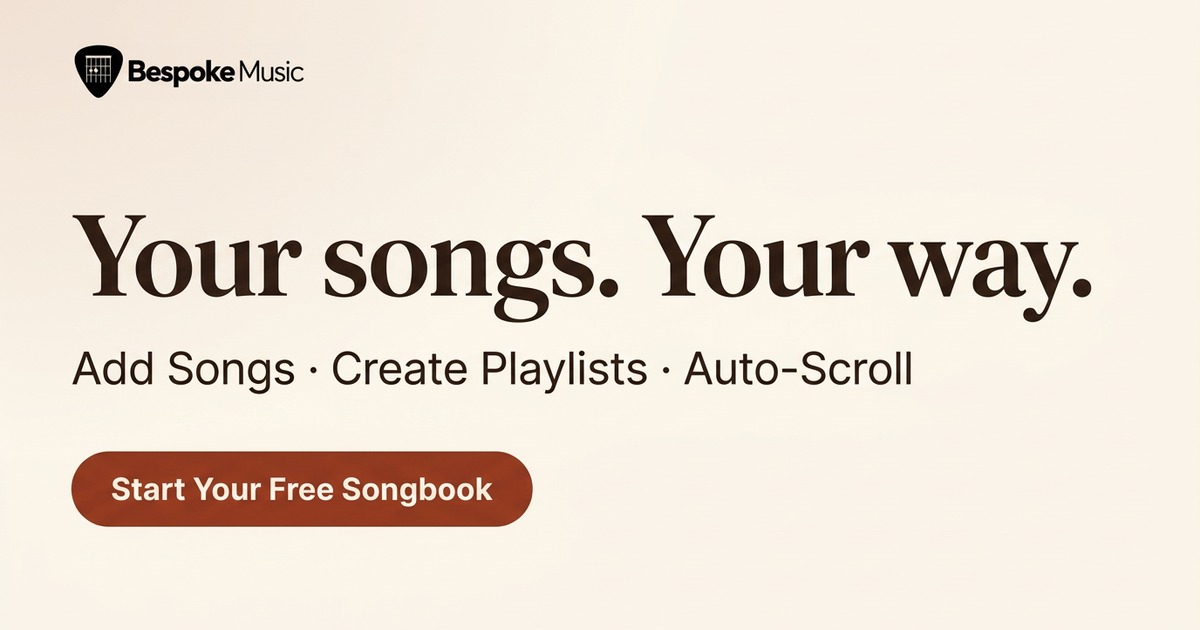 Bespoke Music
Your songs. Your way.
Add Songs · Create Playlists · Auto-Scroll
Start Your Free Songbook